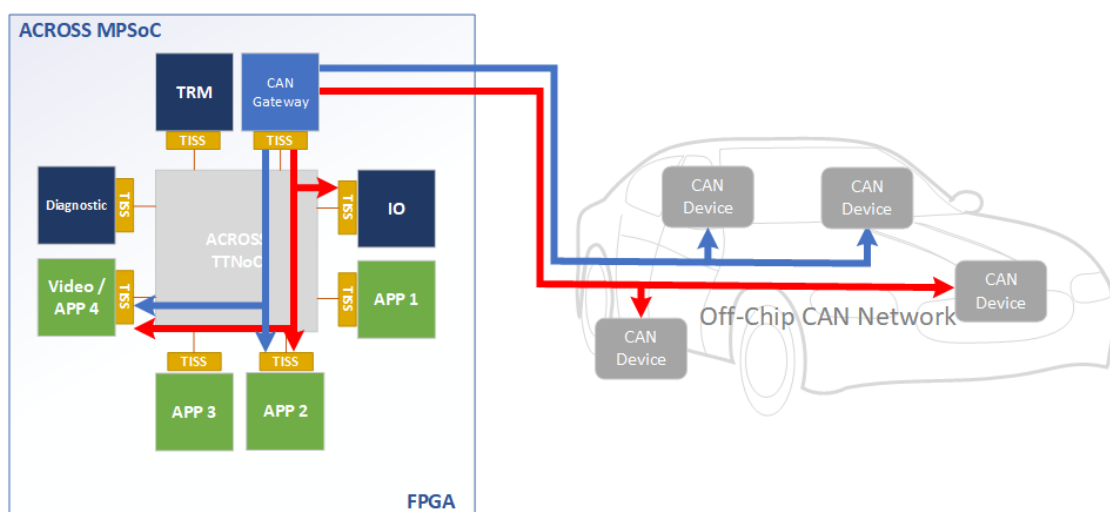 ACROSS MPSoC
TRM
CAN
Gateway
TISS
TISS
Diagnostic
TISS
TISS
IO
ACROSS
TTNoC
Video /
APP 4
TISS
TISS
APP 1
TISS
TISS
APP 3
APP 2
FPGA
CAN
Device
CAN
Device
CAN
Device
CAN
Device
Off-Chip CAN Network